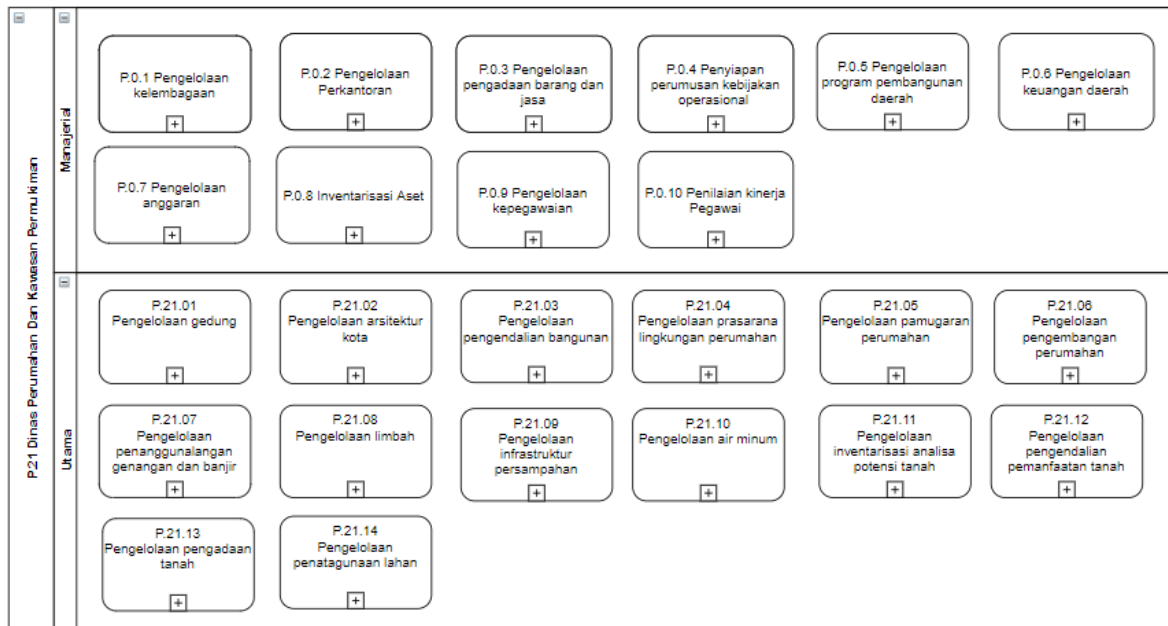 P.21 Dinas Perumahan Dan Kawasan Permukiman
Manajerial
P.0.1 Pengelolaan
kelembagaan
P.0.2 Pengelolaan
Perkantoran
P.0.3 Pengelolaan
pengadaan barang dan
jasa
P.0.4 Penyiapan
perumusan kebijakan
operasional
P.0.5 Pengelolaan
program pembangunan
daerah
P.0.6 Pengelolaan
keuangan daerah
P.0.7 Pengelolaan
anggaran
P.0.8 Inventarisasi Aset
P.0.9 Pengelolaan
kepegawaian
P.0.10 Penilaian kinerja
Pegawai
Utama
P.21.01
Pengelolaan gedung
P.21.02
Pengelolaan arsitektur
kota
P.21.03
Pengelolaan
pengendalian bangunan
P.21.04
Pengelolaan prasarana
lingkungan perumahan
P.21.05
Pengelolaan pamugaran
perumahan
P.21.06
Pengelolaan
pengembangan
perumahan
P.21.07
Pengelolaan
penanggunalangan
genangan dan banjir
P.21.08
Pengelolaan limbah
P.21.09
Pengelolaan
infrastruktur
persampahan
P.21.10
Pengelolaan air minum
P.21.11
Pengelolaan
inventarisasi analisa
potensi tanah
P.21.12
Pengelolaan
pengendalian
pemanfaatan tanah
P.21.13
Pengelolaan pengadaan
tanah
P.21.14
Pengelolaan
penatagunaan lahan